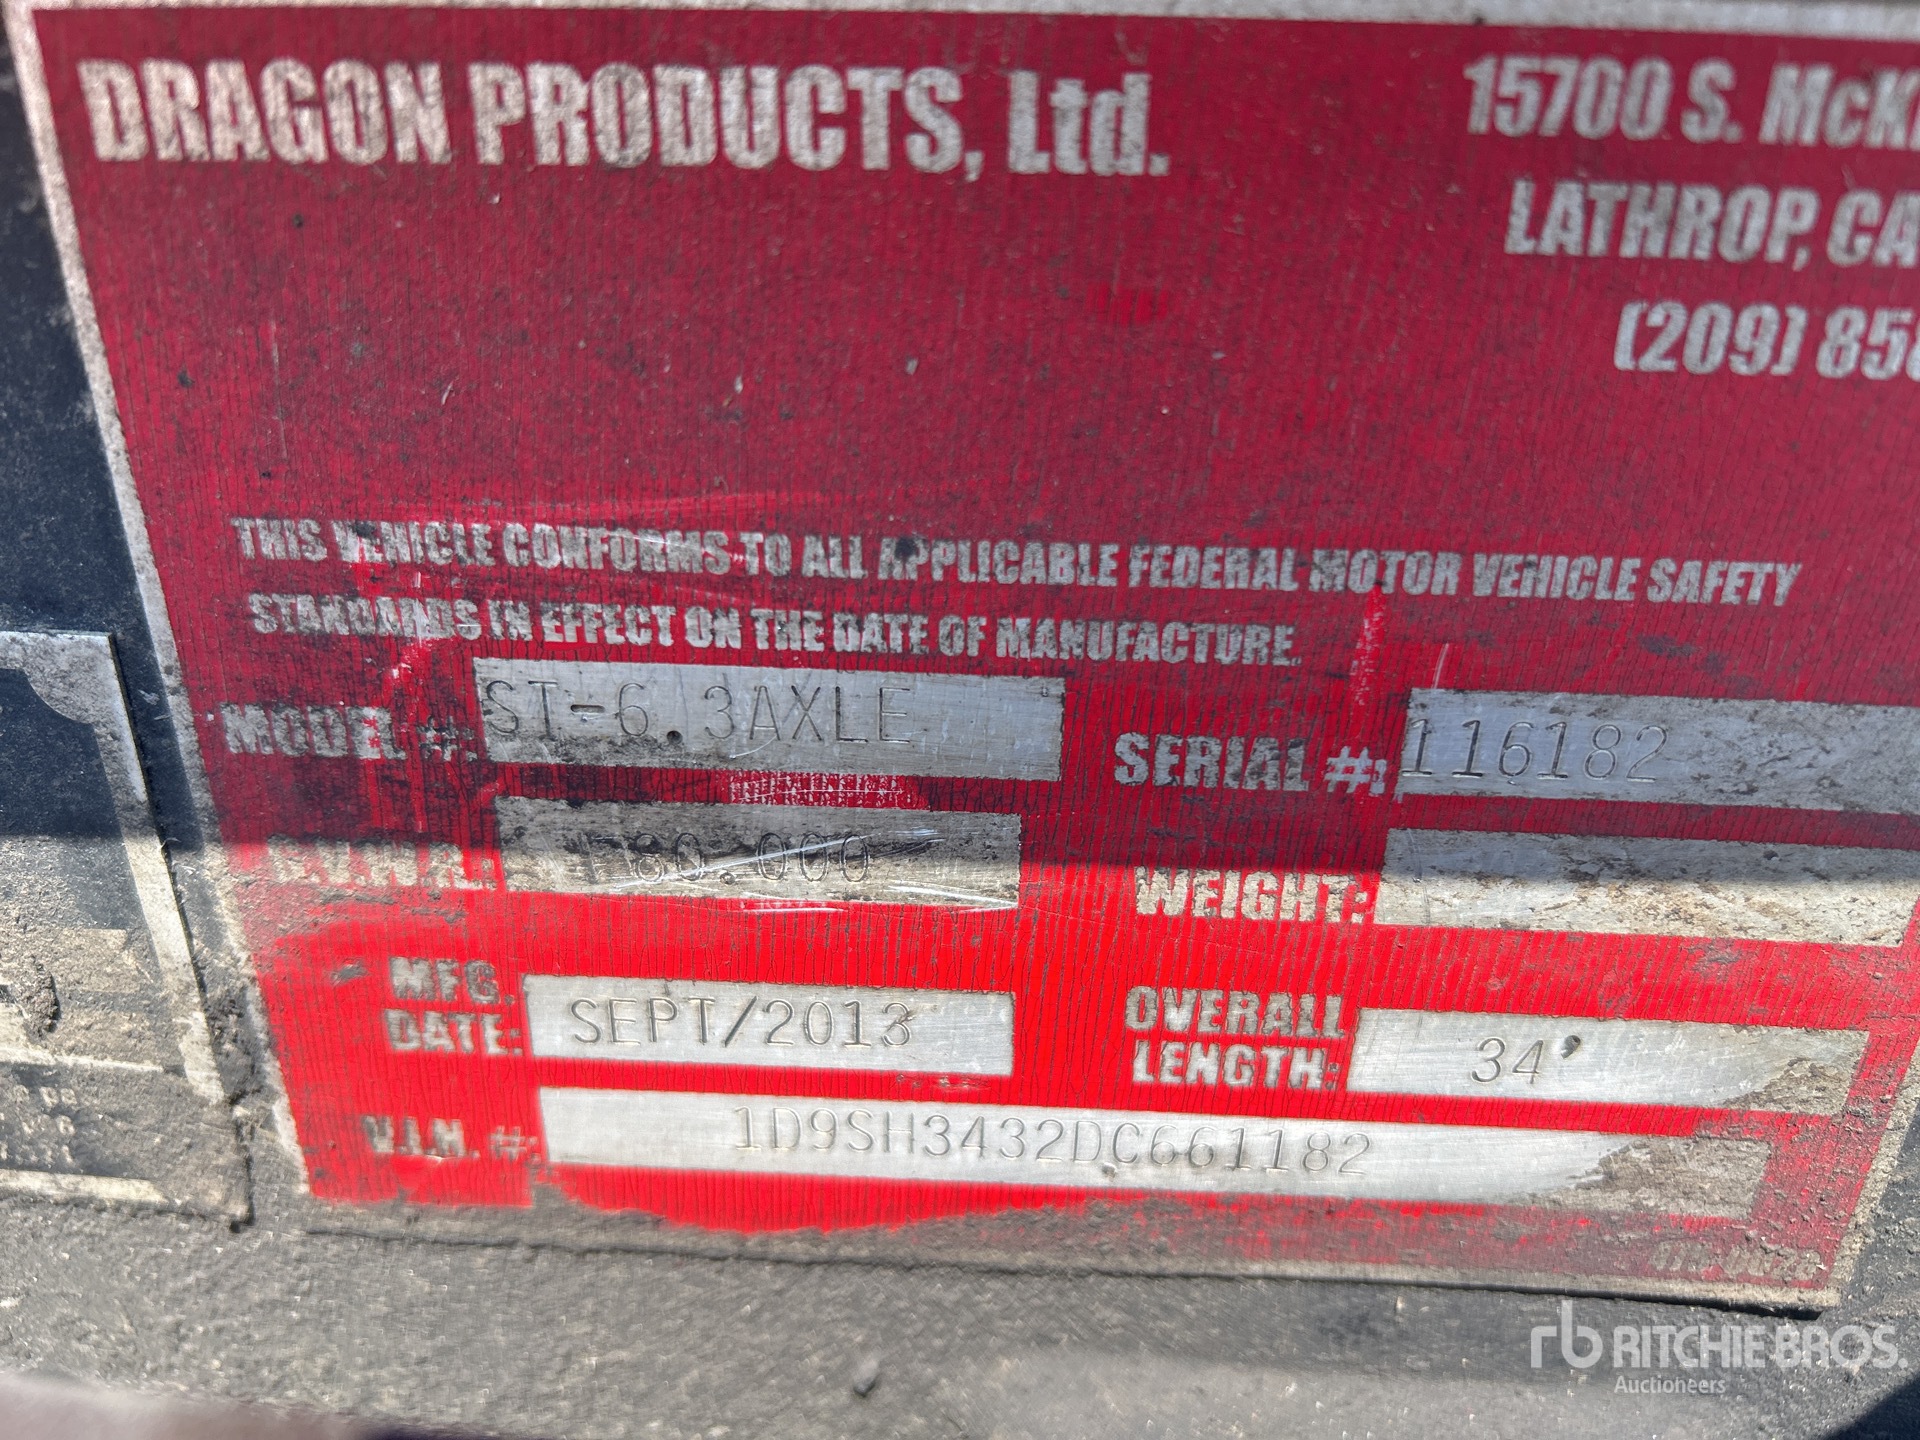 DRAGON PRODUCTS, Ltd.
15700 S. McK
LATHROP, CA
(209) 858
THIS VEHICLE CONFORMS TO ALL APPLICABLE FEDERAL MOTOR VEHICLE SAFETY
STANDARDS IN EFFECT ON THE DATE OF MANUFACTURE.
MODEL #: ST-6.3AXLE SERIAL #: 116182
G.V.W.R.: 80.000 WEIGHT:
MFG. DATE: SEPT/2013 OVERALL LENGTH: 34'
V.I.N. #: 1D9SH3432DC661182
rb RITCHIE BROS.
Auctioneers